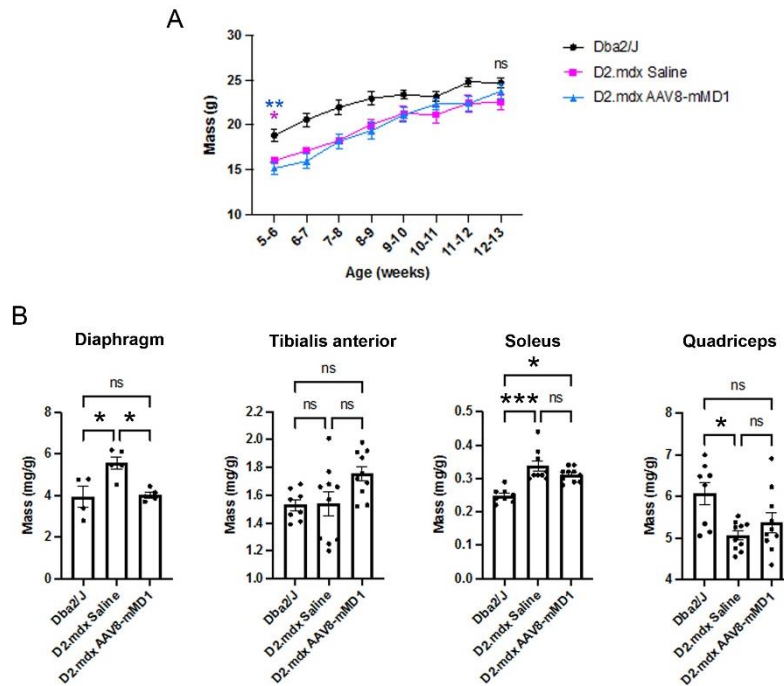 A
Dba2/J
D2.mdx Saline
D2.mdx AAV8-mMD1
ns
**
*
Mass (g)
30
25
20
15
10
5-6
6-7
7-8
8-9
9-10
10-11
11-12
12-13
Age (weeks)
B
Diaphragm
ns
* *
Mass (mg/g)
8
6
4
2
0
Dba2/J
D2.mdx Saline
D2.mdx AAV8-mMD1
Tibialis anterior
ns
ns ns
Mass (mg/g)
2.2
2.0
1.8
1.6
1.4
1.2
1.0
Dba2/J
D2.mdx Saline
D2.mdx AAV8-mMD1
Soleus
*
*** ns
Mass (mg/g)
0.5
0.4
0.3
0.2
0.1
0.0
Dba2/J
D2.mdx Saline
D2.mdx AAV8-mMD1
Quadriceps
ns
* ns
Mass (mg/g)
8
7
6
5
4
Dba2/J
D2.mdx Saline
D2.mdx AAV8-mMD1